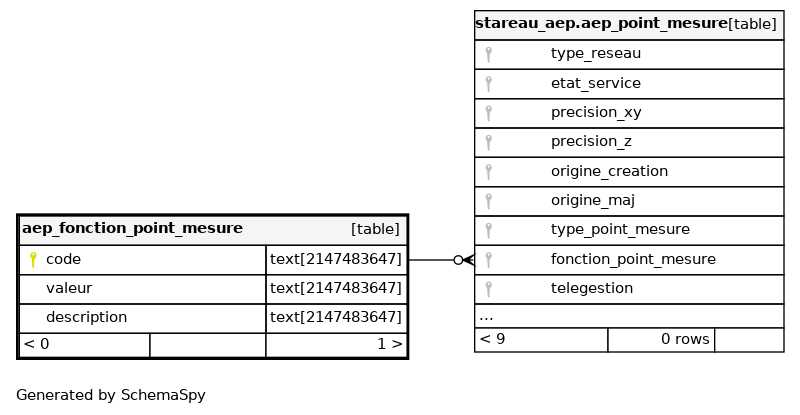 stareau_aep.aep_point_mesure [table]
type_reseau
etat_service
precision_xy
precision_z
origine_creation
origine_maj
type_point_mesure
fonction_point_mesure
telegestion
...
< 9 0 rows
aep_fonction_point_mesure [table]
code text[2147483647]
valeur text[2147483647]
description text[2147483647]
< 0 1 >
Generated by SchemaSpy